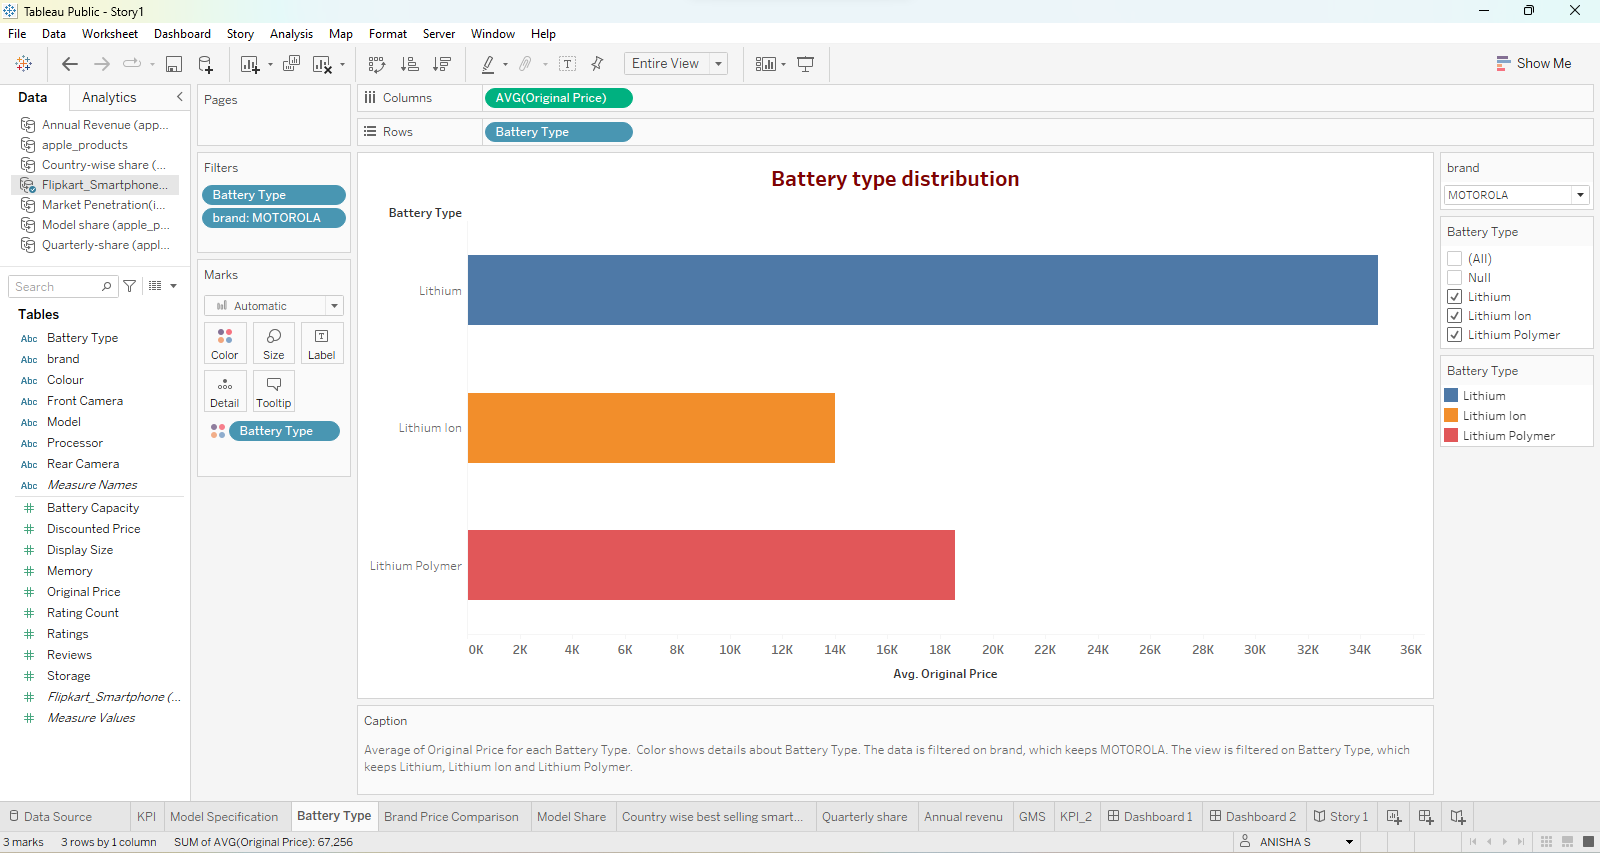 Tableau Public - Story1
File Data Worksheet Dashboard Story Analysis Map Format Server Window Help
Entire View
Show Me
Data Analytics
Annual Revenue (app...
apple_products
Country-wise share (...
Flipkart_Smartphone...
Market Penetration(i...
Model share (apple_p...
Quarterly-share (appl...
Search
Tables
Abc Battery Type
Abc brand
Abc Colour
Abc Front Camera
Abc Model
Abc Processor
Abc Rear Camera
Abc Measure Names
# Battery Capacity
# Discounted Price
# Display Size
# Memory
# Original Price
# Rating Count
# Ratings
# Reviews
# Storage
# Flipkart_Smartphone (...
# Measure Values
Pages
Filters
Battery Type
brand: MOTOROLA
Marks
Automatic
Color Size Label
Detail Tooltip
Battery Type
Columns AVG(Original Price)
Rows Battery Type
Battery type distribution
Battery Type
Lithium
Lithium Ion
Lithium Polymer
0K 2K 4K 6K 8K 10K 12K 14K 16K 18K 20K 22K 24K 26K 28K 30K 32K 34K 36K
Avg. Original Price
Caption
Average of Original Price for each Battery Type.  Color shows details about Battery Type. The data is filtered on brand, which keeps MOTOROLA. The view is filtered on Battery Type, which
keeps Lithium, Lithium Ion and Lithium Polymer.
brand
MOTOROLA
Battery Type
(All)
Null
Lithium
Lithium Ion
Lithium Polymer
Battery Type
Lithium
Lithium Ion
Lithium Polymer
Data Source KPI Model Specification Battery Type Brand Price Comparison Model Share Country wise best selling smart... Quarterly share Annual revenu GMS KPI_2 Dashboard 1 Dashboard 2 Story 1
3 marks 3 rows by 1 column SUM of AVG(Original Price): 67,256 ANISHA S